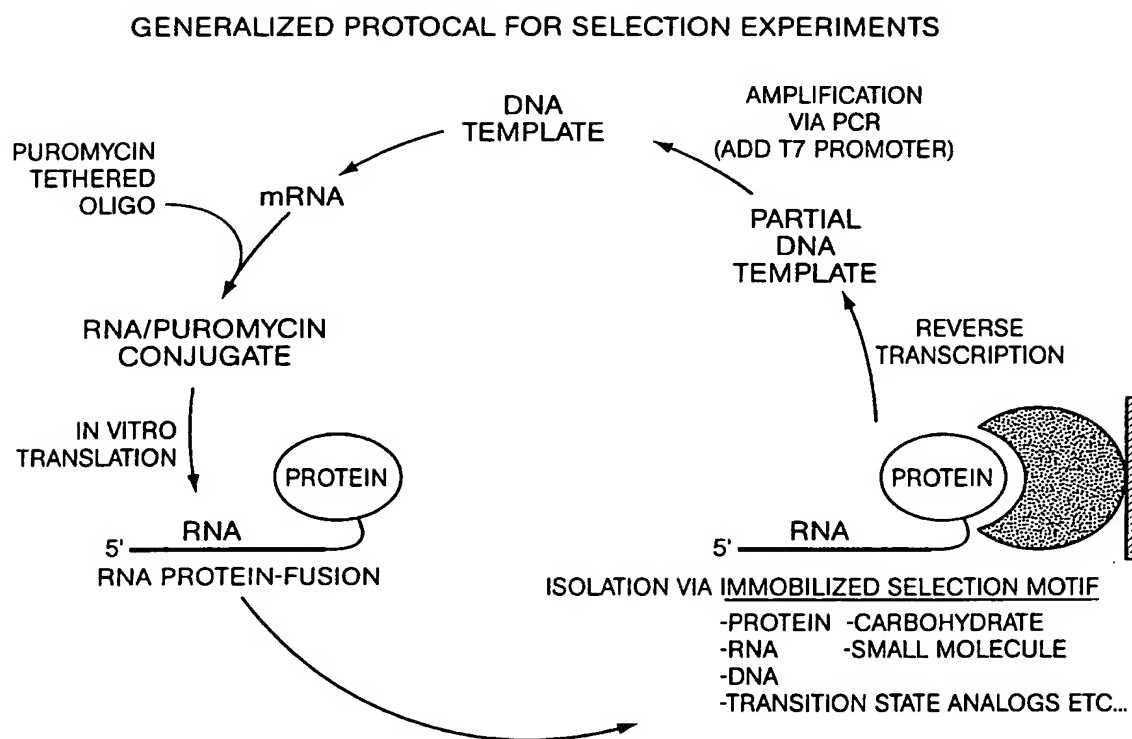 GENERALIZED PROTOCAL FOR SELECTION EXPERIMENTS
DNA
TEMPLATE
AMPLIFICATION
VIA PCR
(ADD T7 PROMOTER)
PUROMYCIN
TETHERED
OLIGO
mRNA
PARTIAL
DNA
TEMPLATE
RNA/PUROMYCIN
CONJUGATE
REVERSE
TRANSCRIPTION
IN VITRO
TRANSLATION
PROTEIN
RNA
5'
RNA PROTEIN-FUSION
PROTEIN
RNA
5'
ISOLATION VIA IMMOBILIZED SELECTION MOTIF
-PROTEIN -CARBOHYDRATE
-RNA -SMALL MOLECULE
-DNA
-TRANSITION STATE ANALOGS ETC...